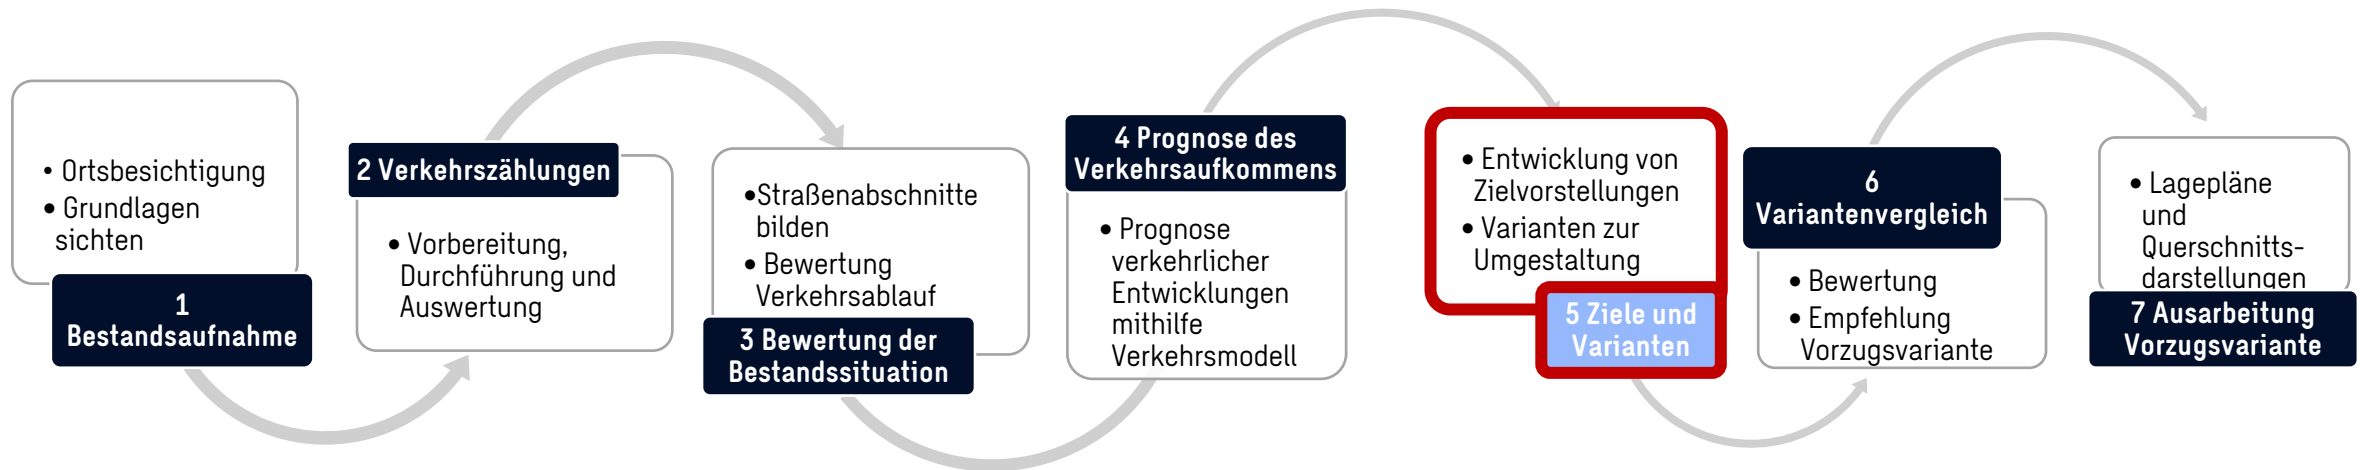 • Ortsbesichtigung
• Grundlagen
sichten
1
Bestandsaufnahme
2 Verkehrszählungen
• Vorbereitung,
Durchführung und
Auswertung
•Straßenabschnitte
bilden
• Bewertung
Verkehrsablauf
3 Bewertung der
Bestandssituation
4 Prognose des
Verkehrsaufkommens
• Prognose
verkehrlicher
Entwicklungen
mithilfe
Verkehrsmodell
• Entwicklung von
Zielvorstellungen
• Varianten zur
Umgestaltung
5 Ziele und
Varianten
6
Variantenvergleich
• Bewertung
• Empfehlung
Vorzugsvariante
• Lagepläne
und
Querschnitts-
darstellungen
7 Ausarbeitung
Vorzugsvariante